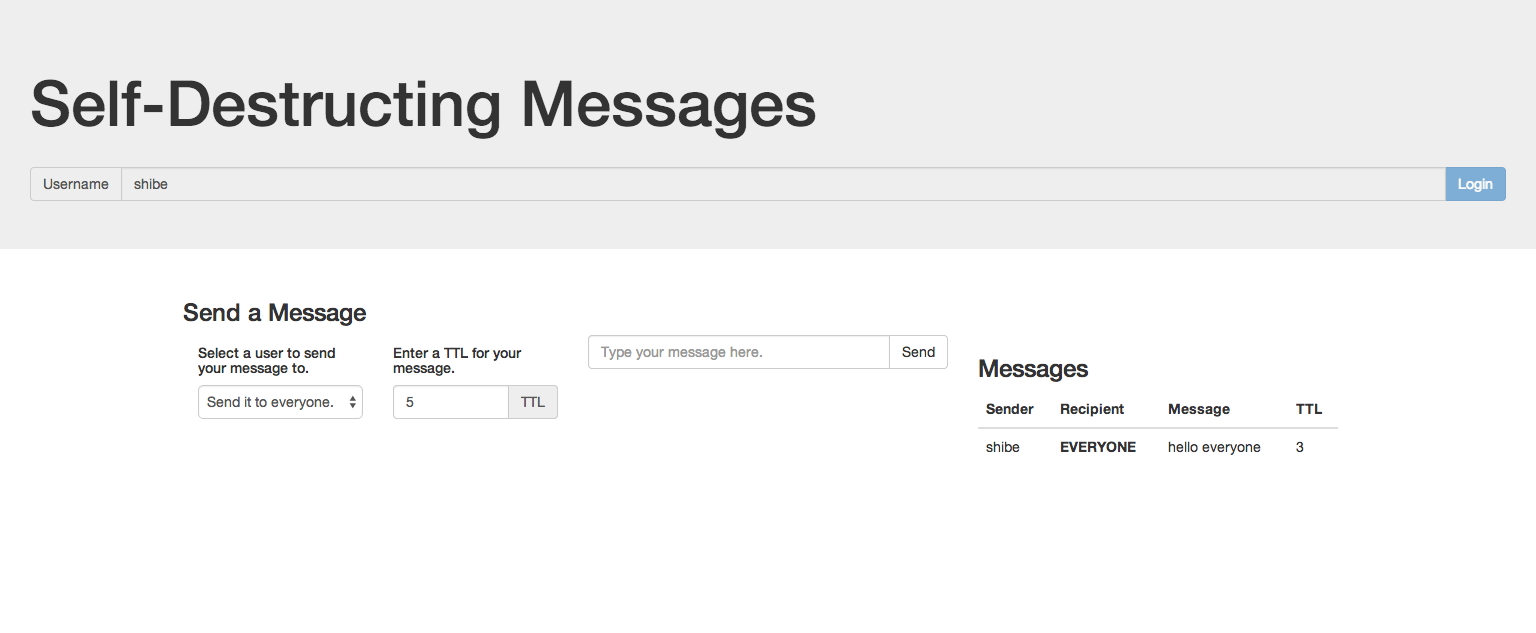 Self-Destructing Messages
Username shibe Login
Send a Message
Select a user to send
your message to.
Send it to everyone.
Enter a TTL for your
message.
5 TTL
Type your message here. Send
Messages
Sender Recipient Message TTL
shibe EVERYONE hello everyone 3